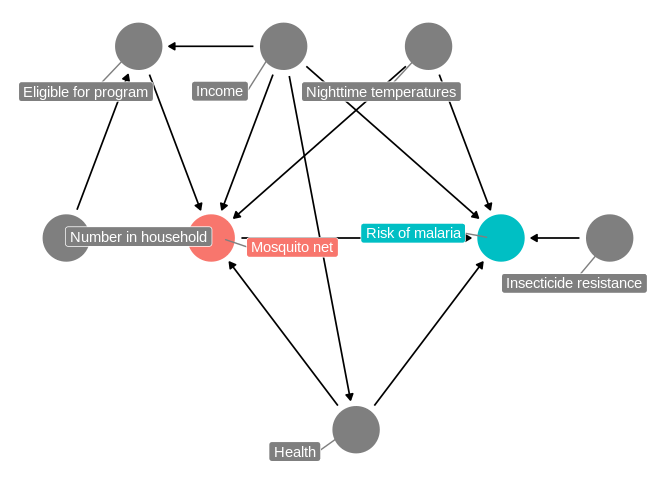 Eligible for program
Income
Nighttime temperatures
Number in household
Mosquito net
Risk of malaria
Insecticide resistance
Health